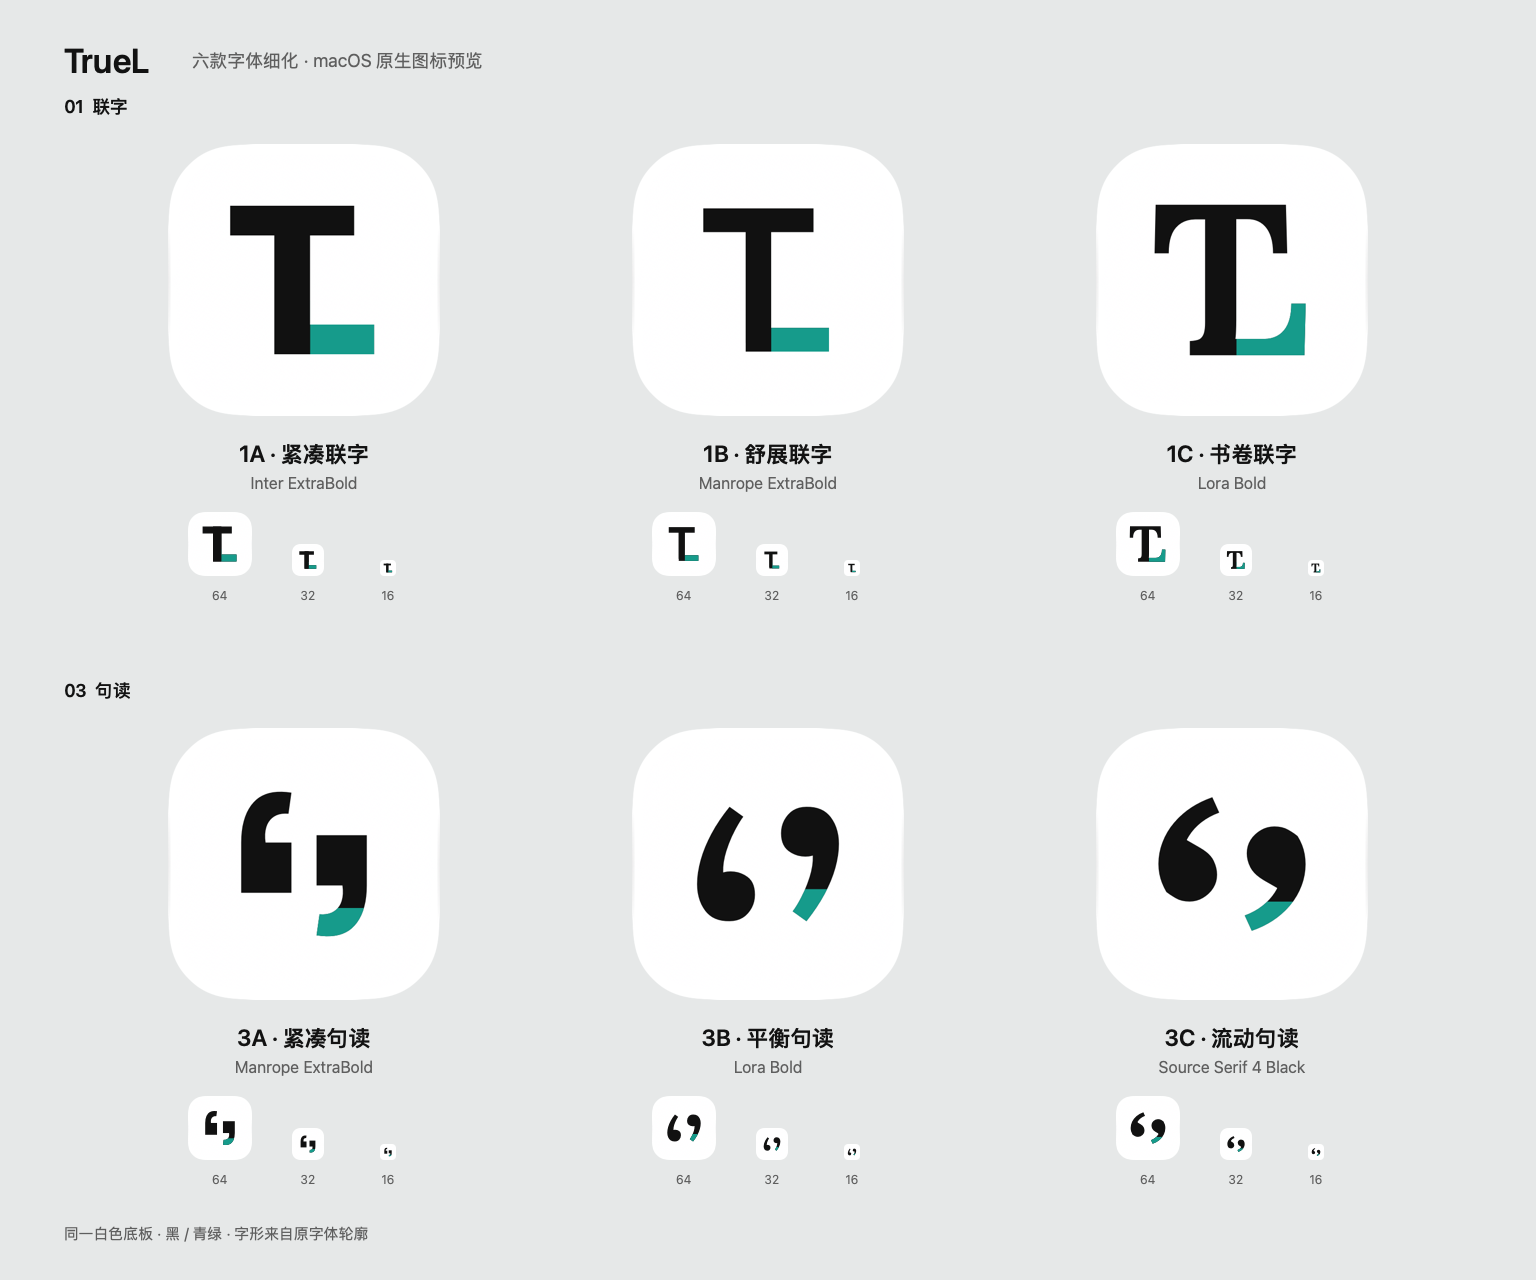 TrueL 六款字体细化 · macOS 原生图标预览
01 联字
1A · 紧凑联字 1B · 舒展联字 1C · 书卷联字
Inter ExtraBold Manrope ExtraBold Lora Bold
64 32 16 64 32 16 64 32 16
03 句读
3A · 紧凑句读 3B · 平衡句读 3C · 流动句读
Manrope ExtraBold Lora Bold Source Serif 4 Black
64 32 16 64 32 16 64 32 16
同一白色底板 · 黑 / 青绿 · 字形来自原字体轮廓